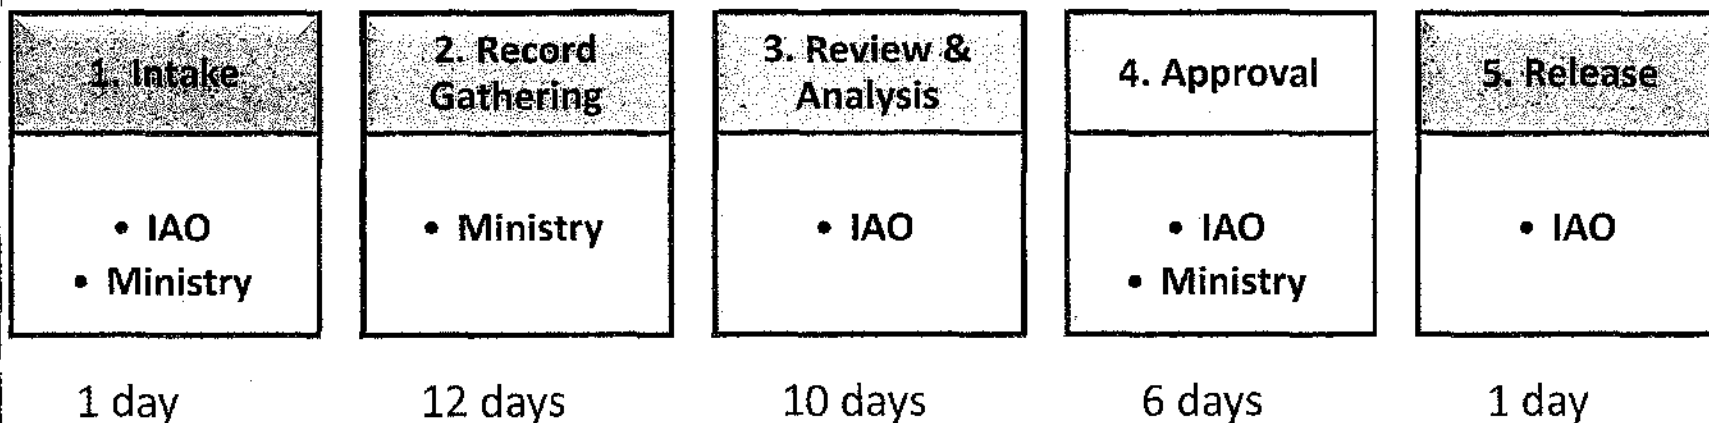 1. Intake
2. Record
Gathering
3. Review &
Analysis
4. Approval
5. Release
• IAO
• Ministry
• Ministry
• IAO
• IAO
• Ministry
• IAO
1 day
12 days
10 days
6 days
1 day